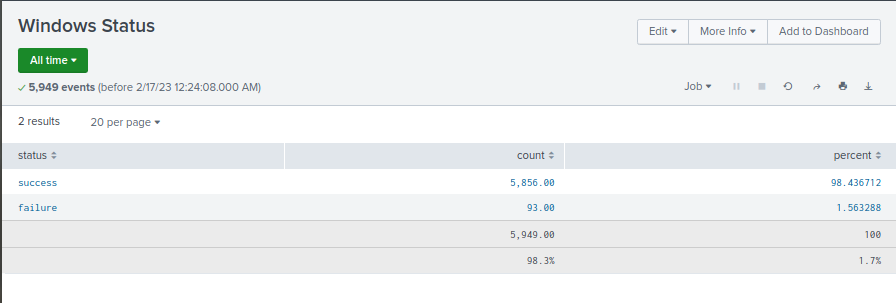 Windows Status
Edit More Info Add to Dashboard
All time
5,949 events (before 2/17/23 12:24:08.000 AM)
Job
2 results 20 per page
status count percent
success 5,856.00 98.436712
failure 93.00 1.563288
5,949.00 100
98.3% 1.7%